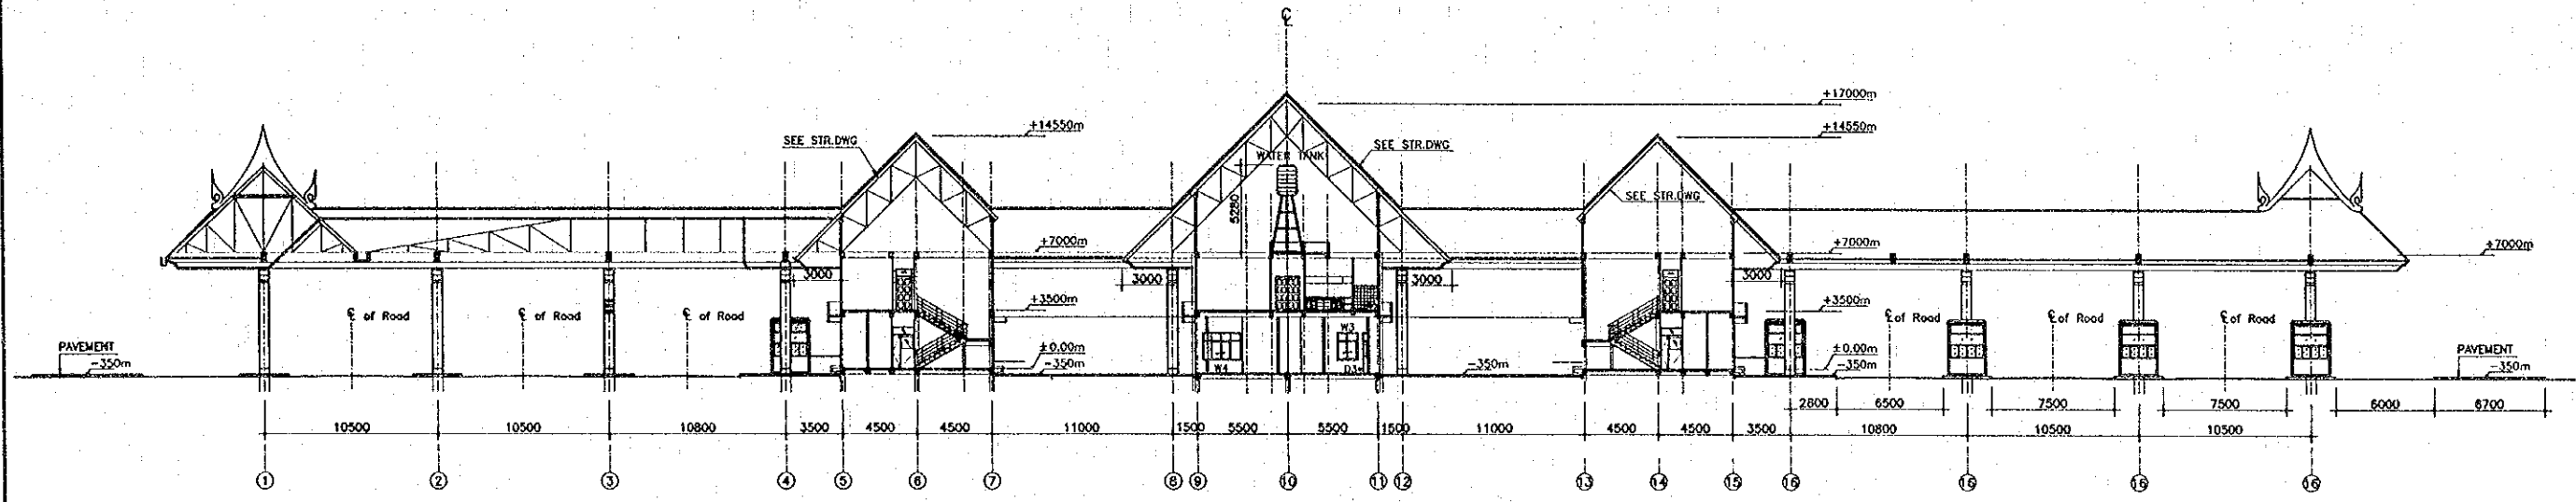 ℄
+17000m
+14550m
+14550m
SEE STR.DWG
SEE STR.DWG
WATER TANK
SEE STR.DWG
5280
+7000m
+7000m
+7000m
3000
3000
3000
3000
+3500m
+3500m
℄ of Road
℄ of Road
℄ of Road
℄ of Road
℄ of Road
℄ of Road
W3
PAVEMENT
±0.00m
±0.00m
PAVEMENT
-350m
-350m
-350m
-350m
-350m
W4
D3
2800 6500 7500 7500 6000 6700
10500 10500 10800 3500 4500 4500 11000 1500 5500 5500 1500 11000 4500 4500 3500 10800 10500 10500
1 2 3 4 5 6 7 8 9 10 11 12 13 14 15 16 16 16 16